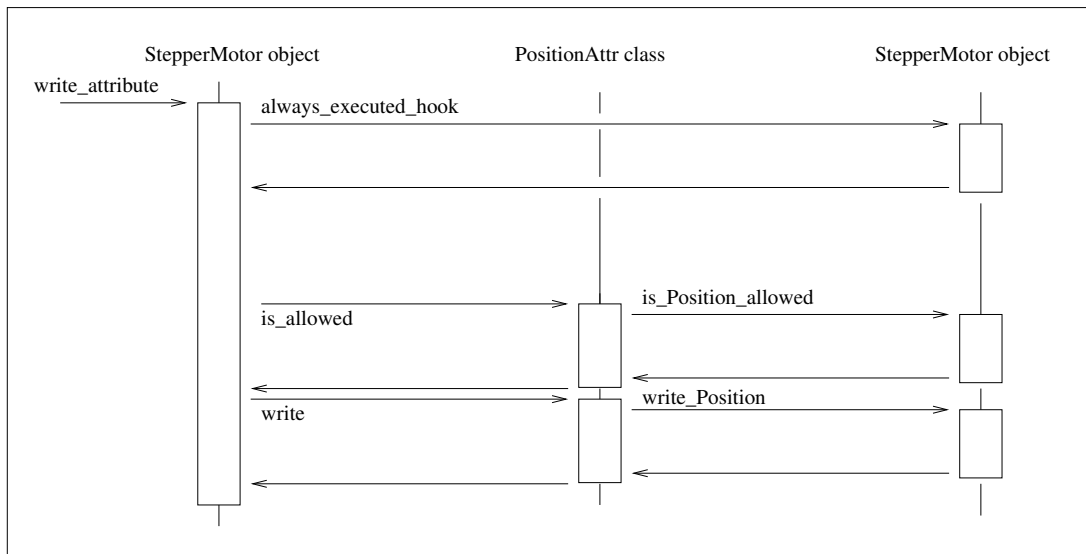 StepperMotor object
PositionAttr class
StepperMotor object
write_attribute
always_executed_hook
is_Position_allowed
is_allowed
write_Position
write